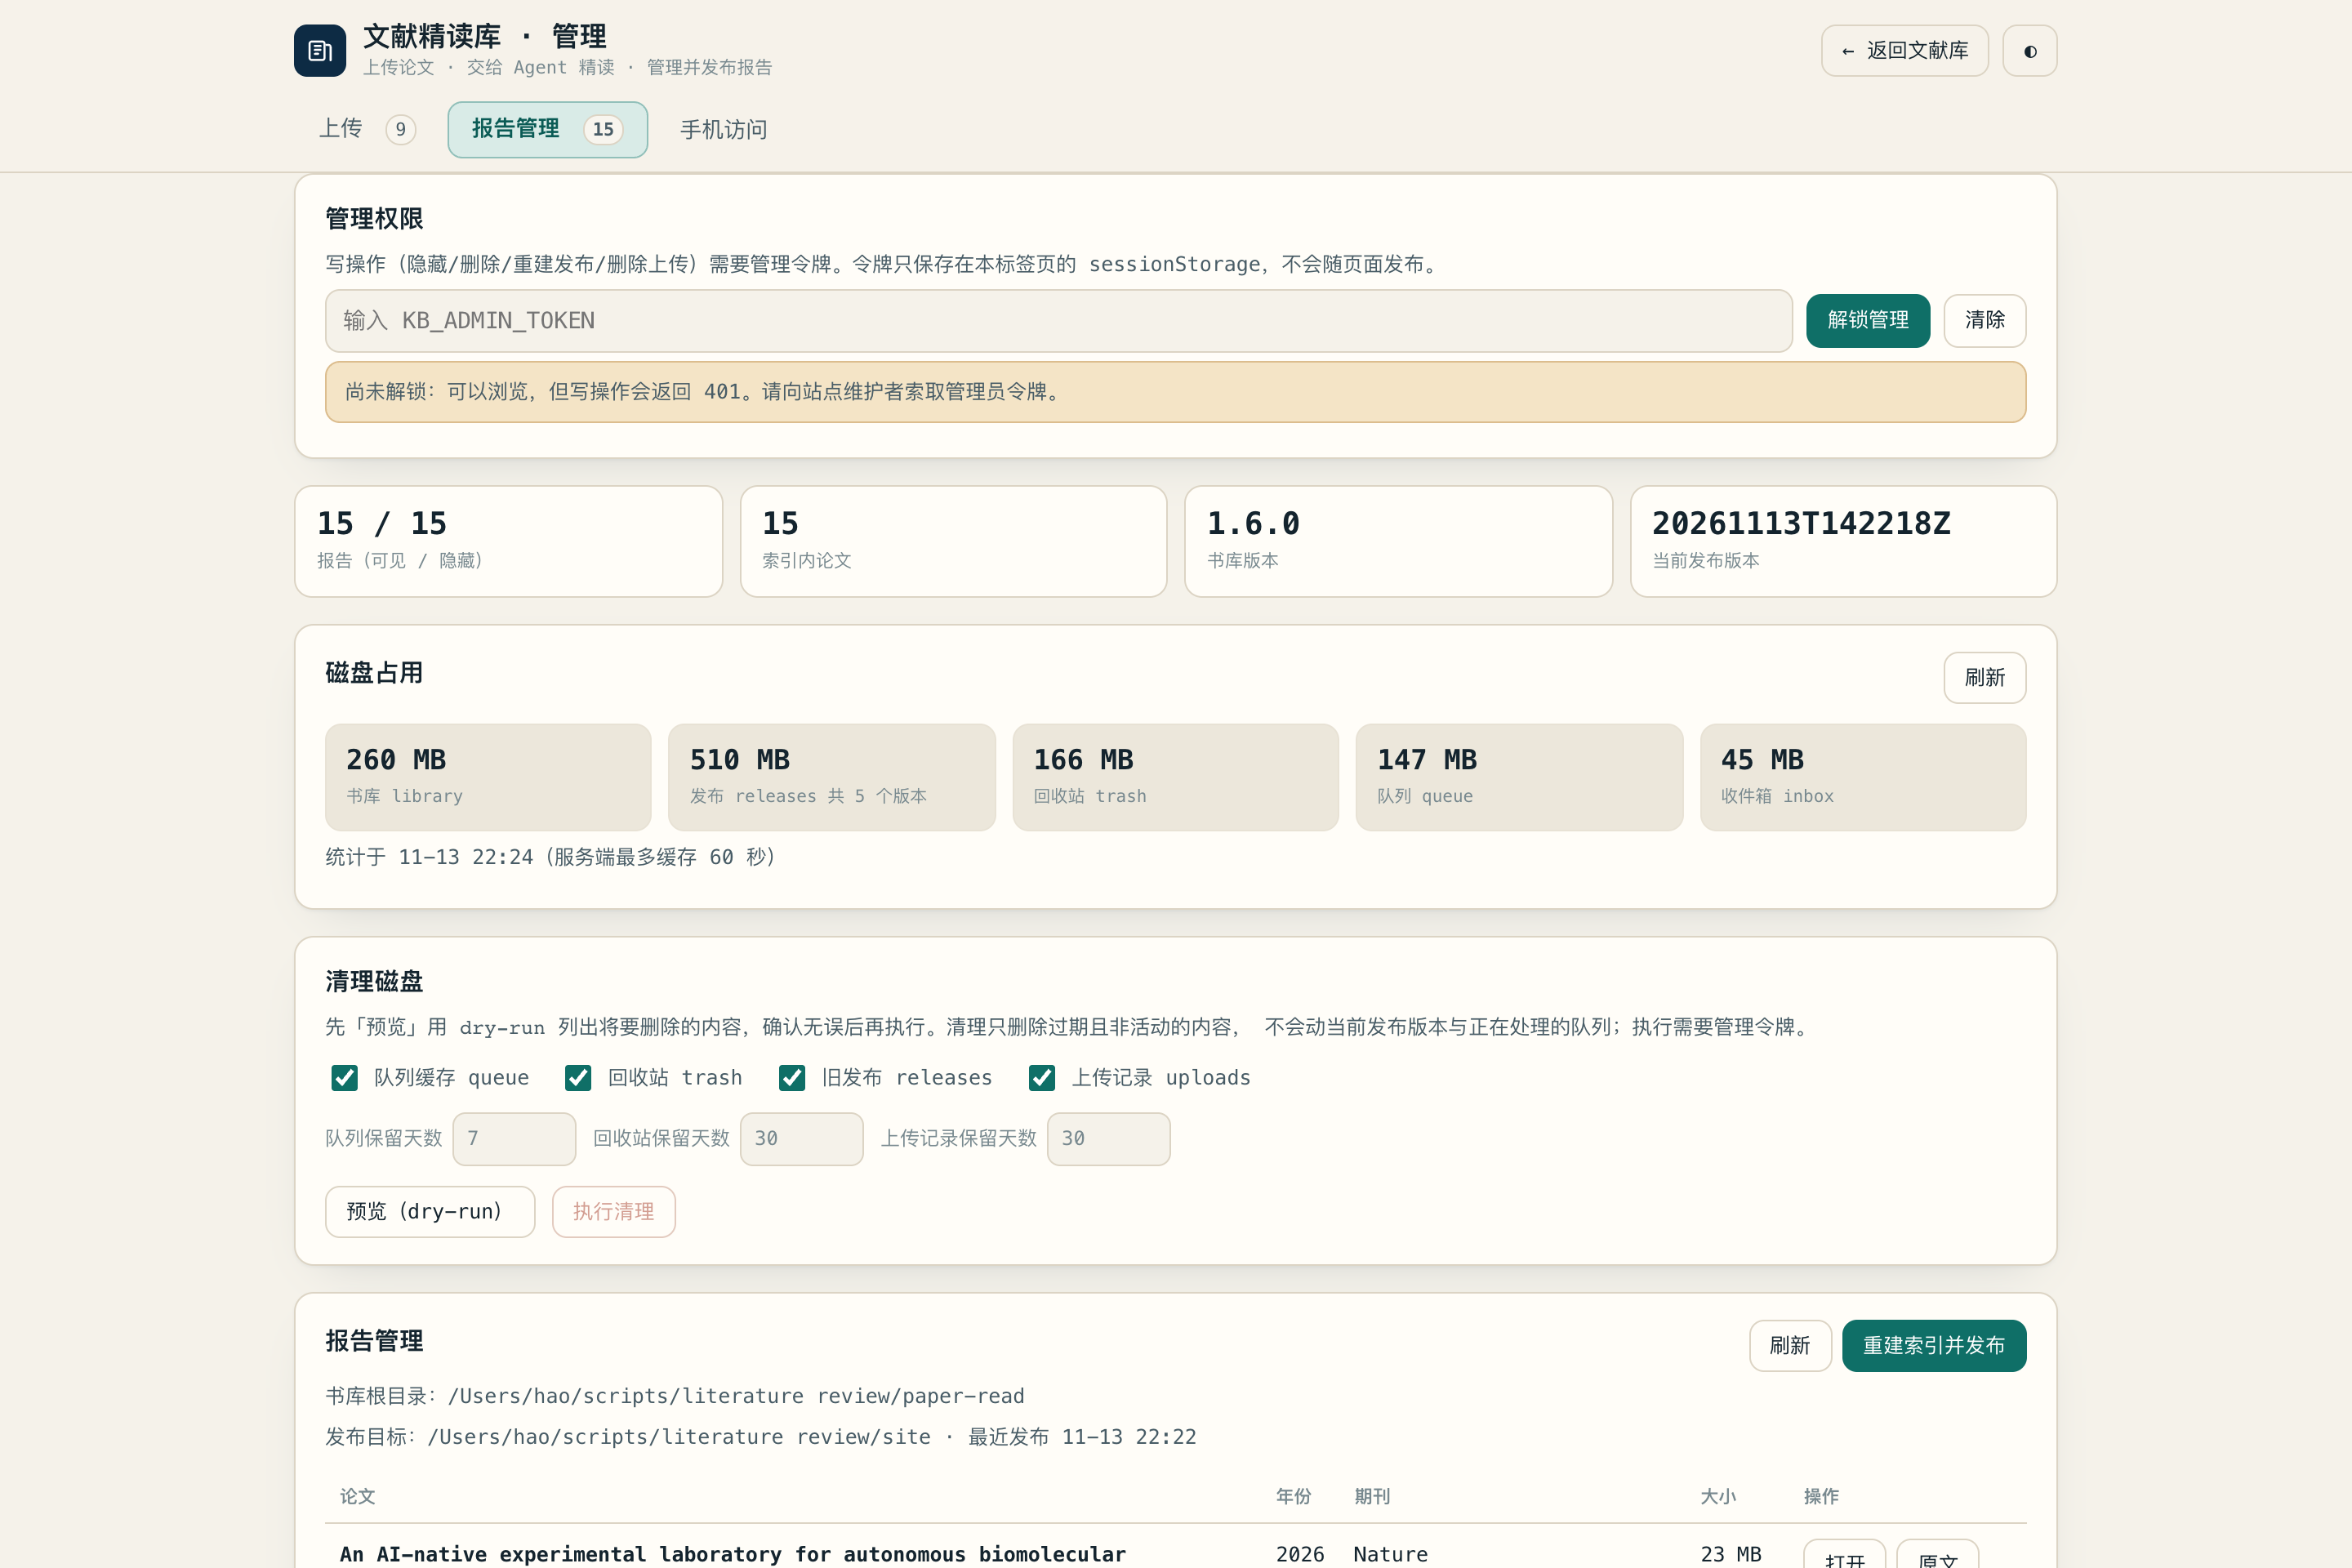 文献精读库 · 管理
上传论文 · 交给 Agent 精读 · 管理并发布报告
← 返回文献库
上传 9
报告管理 15
手机访问
管理权限
写操作（隐藏/删除/重建发布/删除上传）需要管理令牌。令牌只保存在本标签页的 sessionStorage，不会随页面发布。
输入 KB_ADMIN_TOKEN
解锁管理
清除
尚未解锁：可以浏览，但写操作会返回 401。请向站点维护者索取管理员令牌。
15 / 15
报告（可见 / 隐藏）
15
索引内论文
1.6.0
书库版本
20261113T142218Z
当前发布版本
磁盘占用
刷新
260 MB
书库 library
510 MB
发布 releases 共 5 个版本
166 MB
回收站 trash
147 MB
队列 queue
45 MB
收件箱 inbox
统计于 11-13 22:24（服务端最多缓存 60 秒）
清理磁盘
先「预览」用 dry-run 列出将要删除的内容，确认无误后再执行。清理只删除过期且非活动的内容， 不会动当前发布版本与正在处理的队列；执行需要管理令牌。
队列缓存 queue
回收站 trash
旧发布 releases
上传记录 uploads
队列保留天数 7
回收站保留天数 30
上传记录保留天数 30
预览（dry-run）
执行清理
报告管理
刷新
重建索引并发布
书库根目录：/Users/hao/scripts/literature review/paper-read
发布目标：/Users/hao/scripts/literature review/site · 最近发布 11-13 22:22
论文 年份 期刊 大小 操作
An AI-native experimental laboratory for autonomous biomolecular 2026 Nature 23 MB 打开 原文